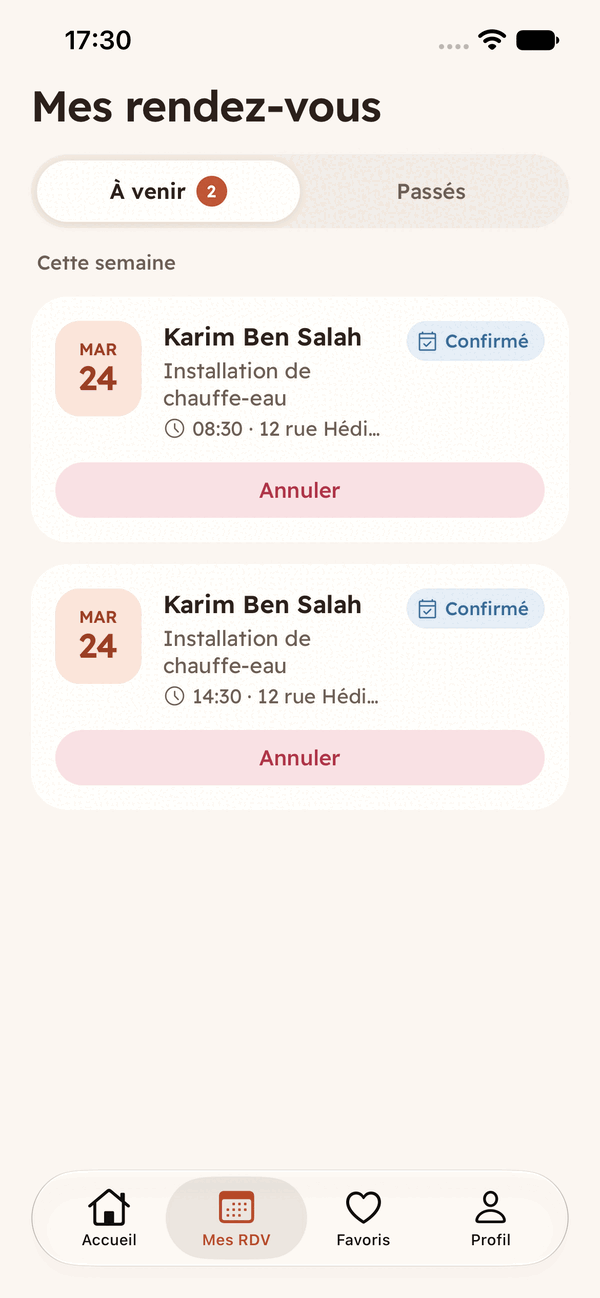 17:30
Mes rendez-vous
À venir 2
Passés
Cette semaine
MAR
24
Karim Ben Salah
Confirmé
Installation de
chauffe-eau
08:30 · 12 rue Hédi…
Annuler
MAR
24
Karim Ben Salah
Confirmé
Installation de
chauffe-eau
14:30 · 12 rue Hédi…
Annuler
Accueil
Mes RDV
Favoris
Profil